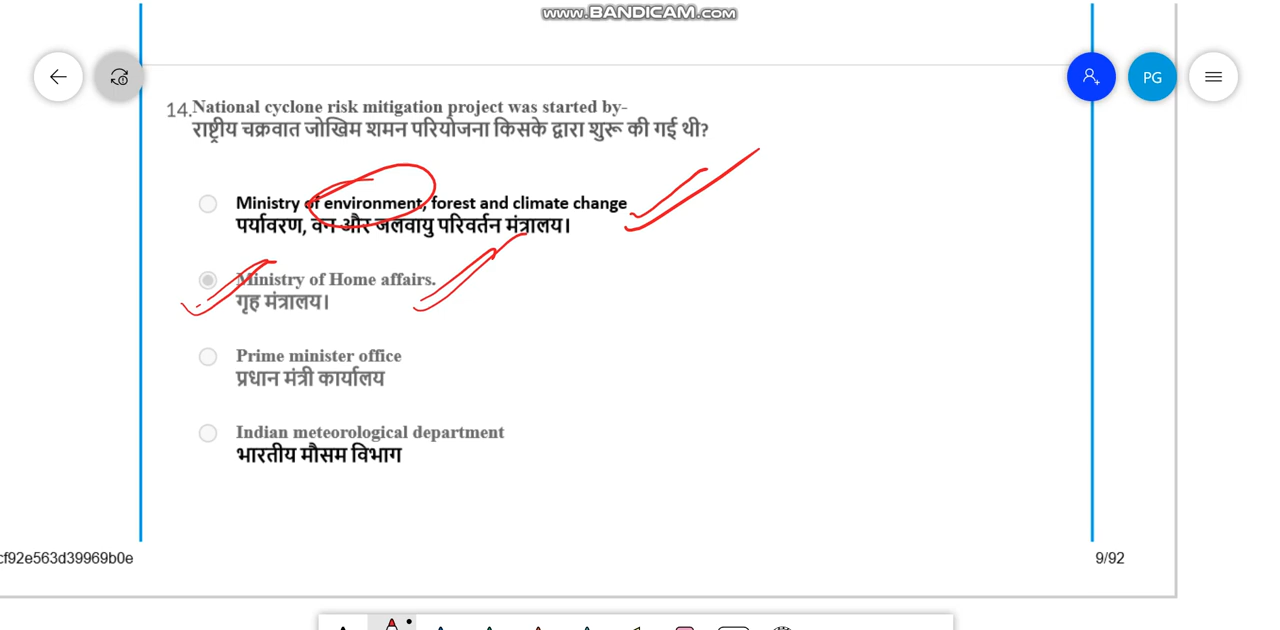 www.BANDICAM.com
PG
14.National cyclone risk mitigation project was started by-
राष्ट्रीय चक्रवात जोखिम शमन परियोजना किसके द्वारा शुरू की गई थी?
Ministry of environment, forest and climate change
पर्यावरण, वन और जलवायु परिवर्तन मंत्रालय।
Ministry of Home affairs.
गृह मंत्रालय।
Prime minister office
प्रधान मंत्री कार्यालय
Indian meteorological department
भारतीय मौसम विभाग
cf92e563d39969b0e
9/92